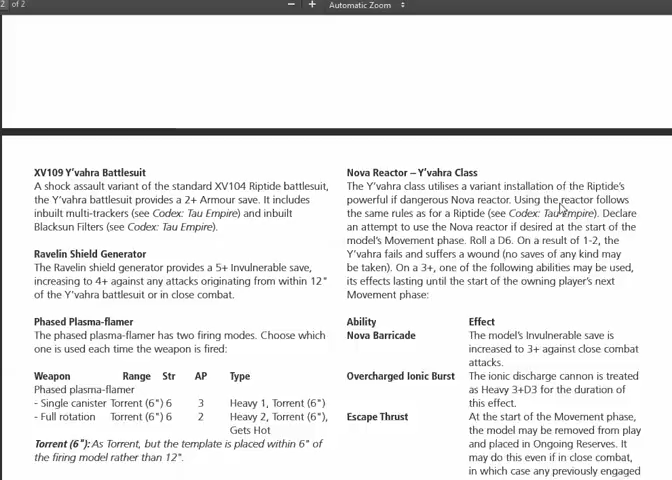 2 of 2
Automatic Zoom
XV109 Y'vahra Battlesuit
A shock assault variant of the standard XV104 Riptide battlesuit,
the Y'vahra battlesuit provides a 2+ Armour save. It includes
inbuilt multi-trackers (see Codex: Tau Empire) and inbuilt
Blacksun Filters (see Codex: Tau Empire).
Ravelin Shield Generator
The Ravelin shield generator provides a 5+ Invulnerable save,
increasing to 4+ against any attacks originating from within 12"
of the Y'vahra battlesuit or in close combat.
Phased Plasma-flamer
The phased plasma-flamer has two firing modes. Choose which
one is used each time the weapon is fired:
Weapon Range Str AP Type
Phased plasma-flamer
- Single canister Torrent (6") 6 3 Heavy 1, Torrent (6")
- Full rotation Torrent (6") 6 2 Heavy 2, Torrent (6"),
Gets Hot
Torrent (6"): As Torrent, but the template is placed within 6" of
the firing model rather than 12".
Nova Reactor – Y'vahra Class
The Y'vahra class utilises a variant installation of the Riptide's
powerful if dangerous Nova reactor. Using the reactor follows
the same rules as for a Riptide (see Codex: Tau Empire). Declare
an attempt to use the Nova reactor if desired at the start of the
model's Movement phase. Roll a D6. On a result of 1-2, the
Y'vahra fails and suffers a wound (no saves of any kind may
be taken). On a 3+, one of the following abilities may be used,
its effects lasting until the start of the owning player's next
Movement phase:
Ability Effect
Nova Barricade The model's Invulnerable save is
increased to 3+ against close combat
attacks.
Overcharged Ionic Burst The ionic discharge cannon is treated
as Heavy 3+D3 for the duration of
this effect.
Escape Thrust At the start of the Movement phase,
the model may be removed from play
and placed in Ongoing Reserves. It
may do this even if in close combat,
in which case any previously engaged